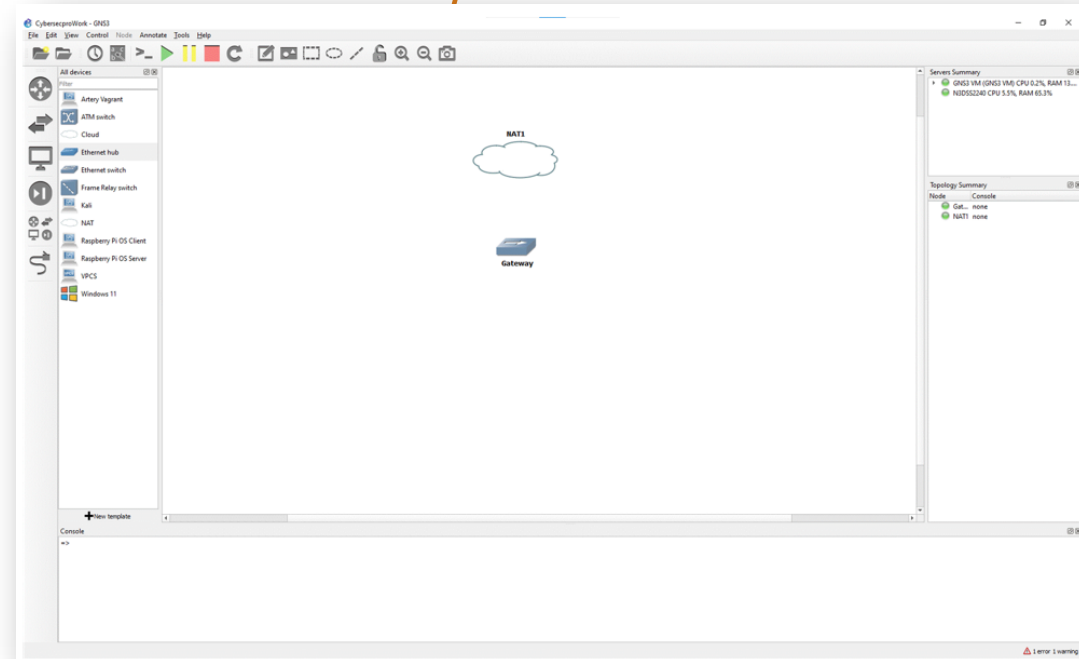 CybersecproWork - GNS3
File Edit View Control Node Annotate Tools Help
All devices
Filter
Artery Vagrant
ATM switch
Cloud
Ethernet hub
Ethernet switch
Frame Relay switch
Kali
NAT
Raspberry Pi OS Client
Raspberry Pi OS Server
VPCS
Windows 11
New template
NAT1
Gateway
Servers Summary
GNS3 VM (GNS3 VM) CPU 0.2%, RAM 13....
N3DSS2240 CPU 5.5%, RAM 65.3%
Topology Summary
Node Console
Gat... none
NAT1 none
Console
=>
1 error 1 warning